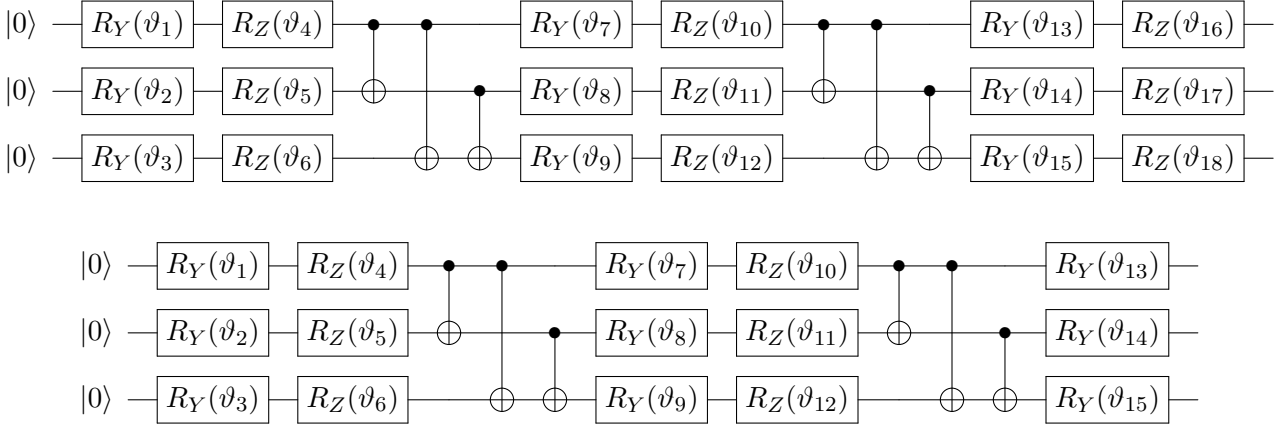 |0⟩ R_Y(ϑ_1) R_Z(ϑ_4) R_Y(ϑ_7) R_Z(ϑ_10) R_Y(ϑ_13) R_Z(ϑ_16)
|0⟩ R_Y(ϑ_2) R_Z(ϑ_5) R_Y(ϑ_8) R_Z(ϑ_11) R_Y(ϑ_14) R_Z(ϑ_17)
|0⟩ R_Y(ϑ_3) R_Z(ϑ_6) R_Y(ϑ_9) R_Z(ϑ_12) R_Y(ϑ_15) R_Z(ϑ_18)
|0⟩ R_Y(ϑ_1) R_Z(ϑ_4) R_Y(ϑ_7) R_Z(ϑ_10) R_Y(ϑ_13)
|0⟩ R_Y(ϑ_2) R_Z(ϑ_5) R_Y(ϑ_8) R_Z(ϑ_11) R_Y(ϑ_14)
|0⟩ R_Y(ϑ_3) R_Z(ϑ_6) R_Y(ϑ_9) R_Z(ϑ_12) R_Y(ϑ_15)